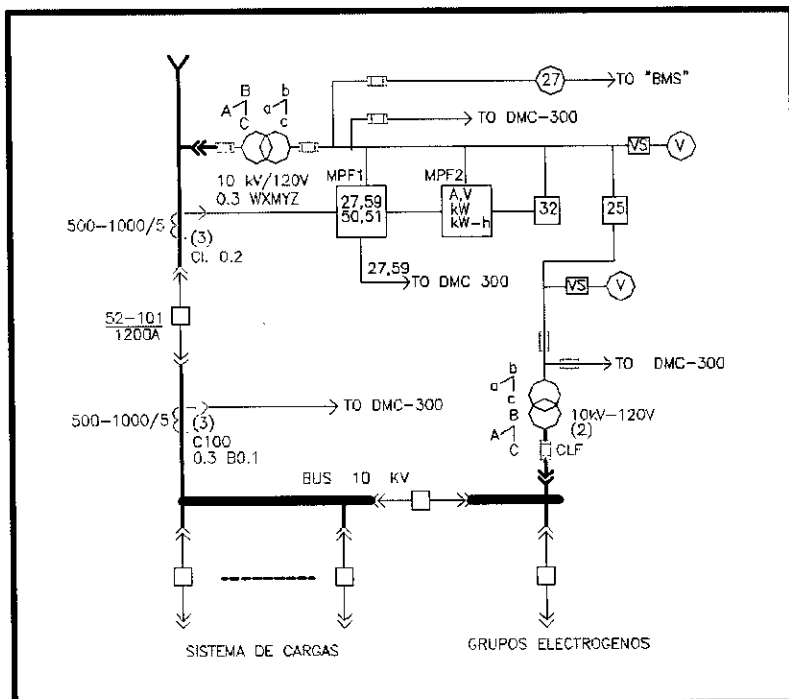 27
TO "BMS"
B
A
C
b
a
c
TO DMC-300
VS
V
10 kV/120V
0.3 WXMYZ
MPF1
27,59
50,51
MPF2
A,V
kW
kW-h
32
25
500-1000/5
(3)
Cl. 0.2
27,59
TO DMC 300
VS
V
52-101
1200A
TO DMC-300
b
a
c
B
A
C
10kV-120V
(2)
CLF
500-1000/5
(3)
C100
0.3 B0.1
TO DMC-300
BUS 10 KV
SISTEMA DE CARGAS
GRUPOS ELECTROGENOS